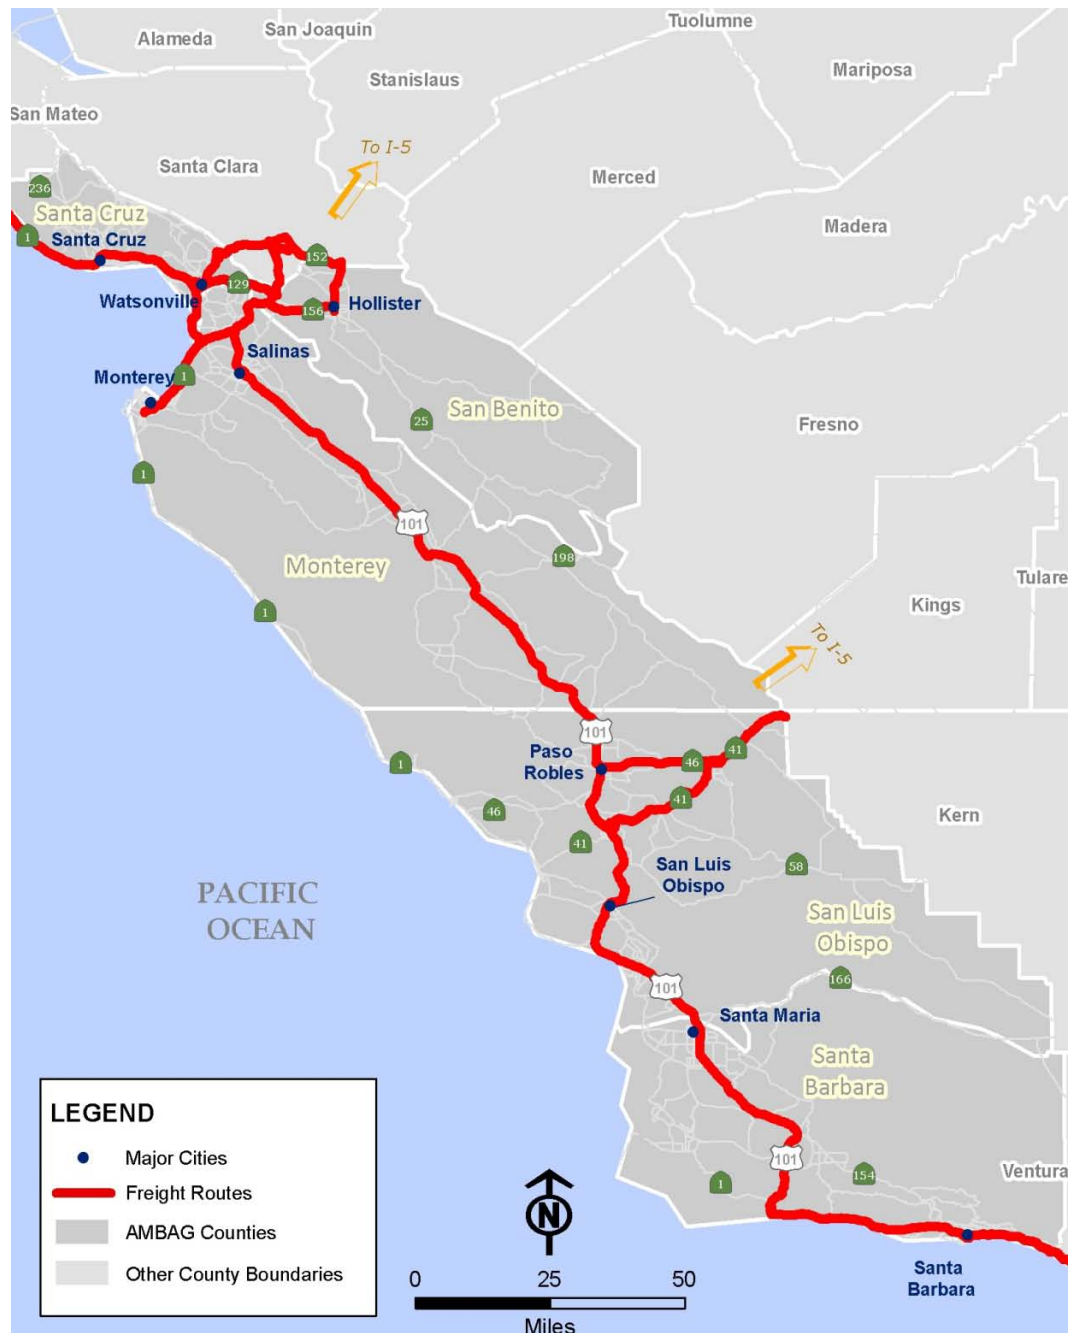 Tuolumne
San Joaquin
Alameda
Stanislaus
Mariposa
San Mateo
To I-5
Santa Clara
Merced
236
Santa Cruz
Madera
1
Santa Cruz
152
129
Watsonville
156
Hollister
Salinas
Monterey
1
San Benito
25
Fresno
1
101
198
Monterey
Tulare
Kings
1
To I-5
101
Paso
Robles
46
41
1
41
46
41
Kern
San Luis
Obispo
58
PACIFIC
OCEAN
San Luis
Obispo
166
101
Santa Maria
Santa
Barbara
LEGEND
Major Cities
Freight Routes
AMBAG Counties
Other County Boundaries
101
154
1
Ventura
N
Santa
Barbara
0 25 50
Miles